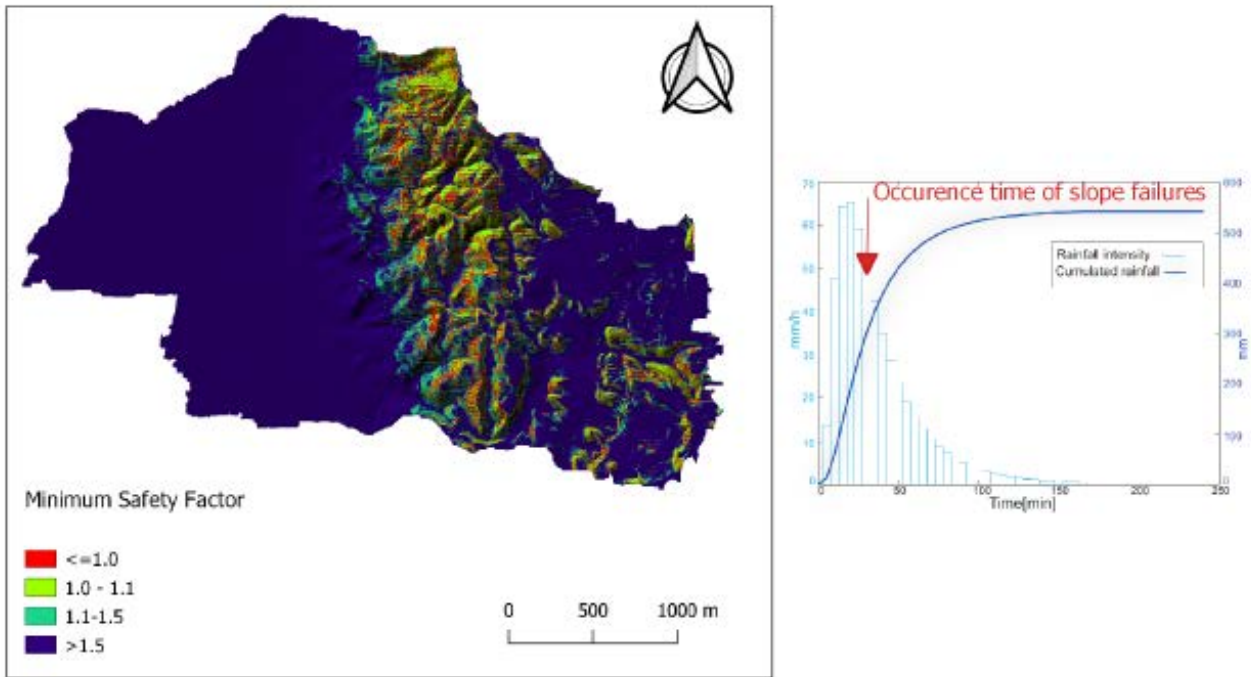 Minimum Safety Factor
<=1.0
1.0 - 1.1
1.1-1.5
>1.5
0 500 1000 m
Occurence time of slope failures
Rainfall intensity
Cumulated rainfall
mm/h
70
60
50
40
30
20
10
0
mm
600
500
400
300
200
100
0
0 50 100 150 200 250
Time[min]